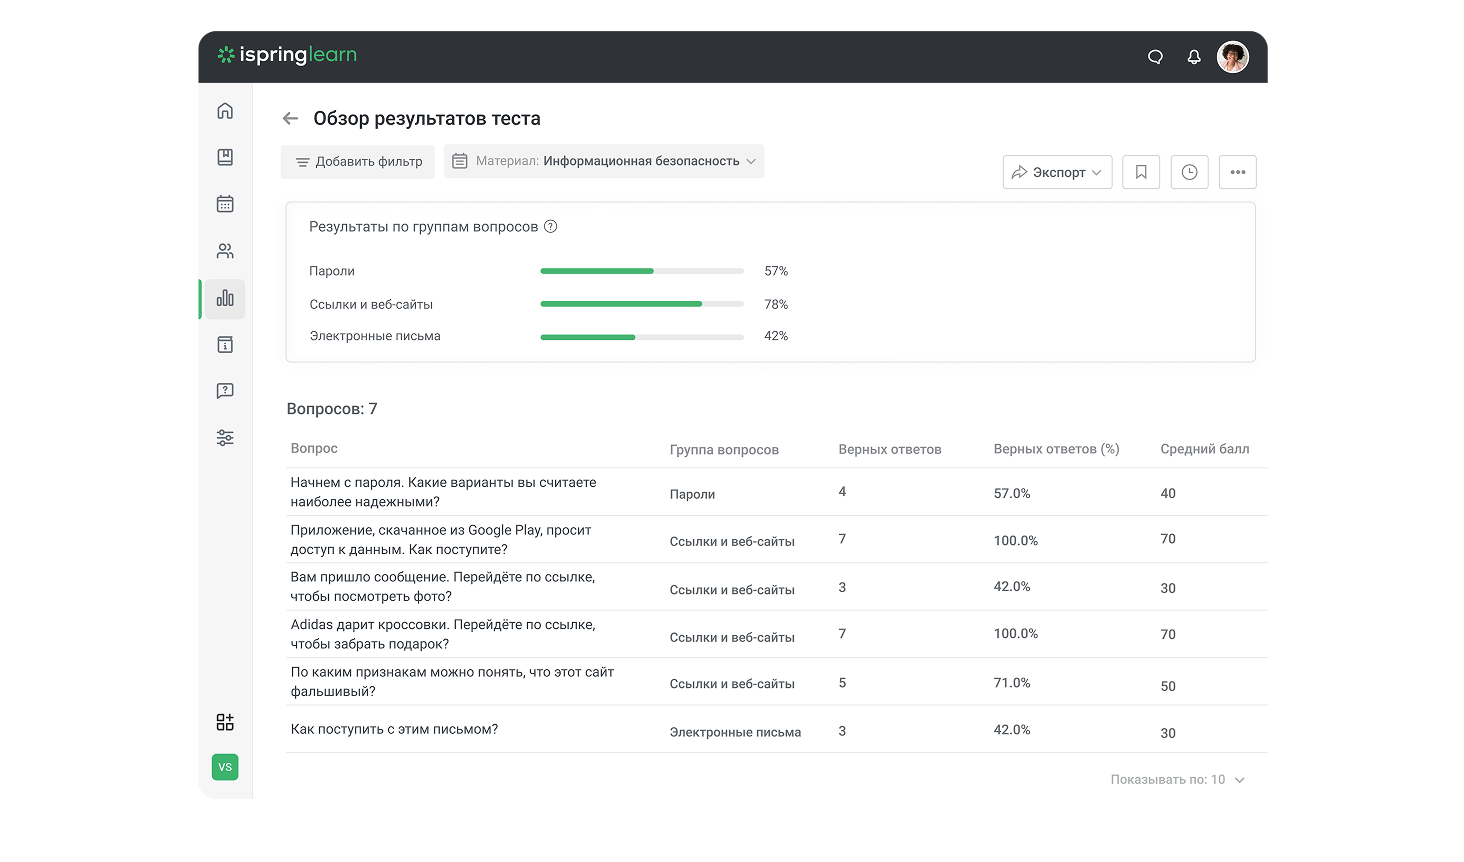 ispringlearn
Обзор результатов теста
Добавить фильтр
Материал: Информационная безопасность
Экспорт
Результаты по группам вопросов ?
Пароли 57%
Ссылки и веб-сайты 78%
Электронные письма 42%
Вопросов: 7
Вопрос Группа вопросов Верных ответов Верных ответов (%) Средний балл
Начнем с пароля. Какие варианты вы считаете
наиболее надежными?
Пароли 4 57.0% 40
Приложение, скачанное из Google Play, просит
доступ к данным. Как поступите?
Ссылки и веб-сайты 7 100.0% 70
Вам пришло сообщение. Перейдёте по ссылке,
чтобы посмотреть фото?
Ссылки и веб-сайты 3 42.0% 30
Adidas дарит кроссовки. Перейдёте по ссылке,
чтобы забрать подарок?
Ссылки и веб-сайты 7 100.0% 70
По каким признакам можно понять, что этот сайт
фальшивый?
Ссылки и веб-сайты 5 71.0% 50
Как поступить с этим письмом? Электронные письма 3 42.0% 30
VS
Показывать по: 10